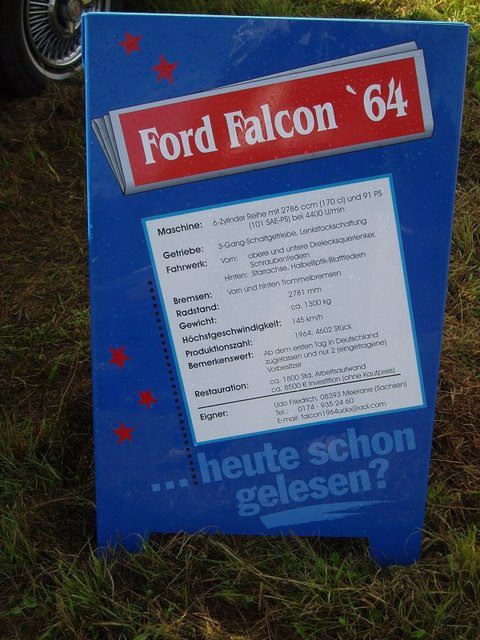 Ford Falcon `64
Maschine: 6-Zylinder Reihe mit 2786 ccm (170 ci) und 91 PS
(101 SAE-PS) bei 4400 U/min
Getriebe: 3-Gang-Schaltgetriebe, Lenkstockschaltung
Fahrwerk: Vorn: obere und untere Dreiecksquerlenker,
Schraubenfedern
Hinten: Starrachse, Halbelliptik-Blattfedern
Bremsen: Vorn und hinten Trommelbremsen
Radstand: 2781 mm
Gewicht: ca. 1300 kg
Höchstgeschwindigkeit: 145 km/h
Produktionszahl: 1964: 4602 Stück
Bemerkenswert: Ab dem ersten Tag in Deutschland
zugelassen und nur 2 (eingetragene)
Vorbesitzer
Restauration: ca. 1800 Std. Arbeitsaufwand
ca. 8500 € Investition (ohne Kaufpreis)
Eigner: Udo Friedrich, 08393 Meerane (Sachsen)
Tel.: 0174 - 935 24 60
E-mail: falcon1964udo@aol.com
... heute schon
gelesen?